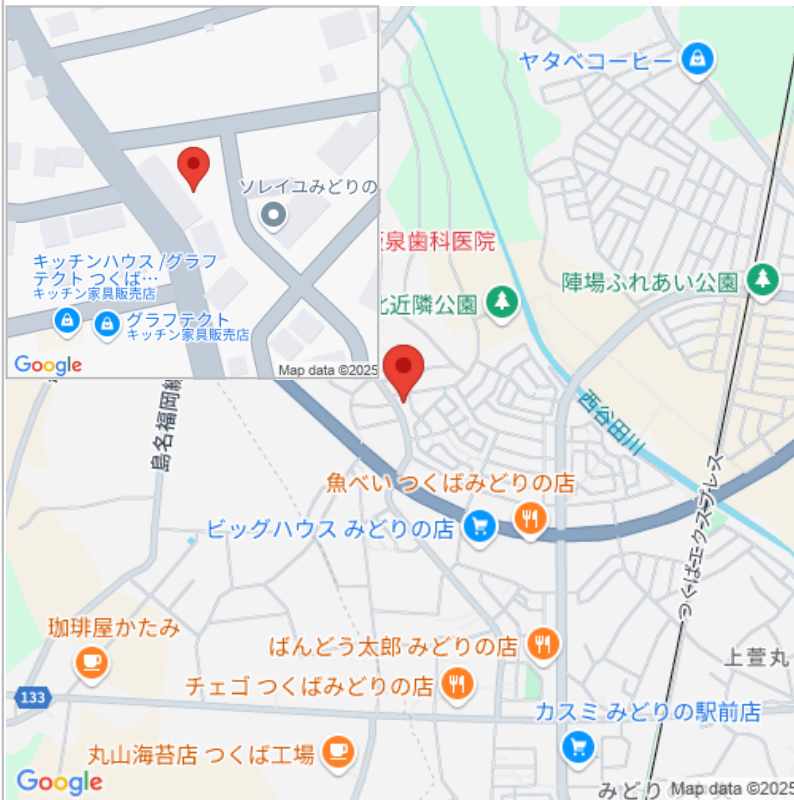 ソレイユみどりの
キッチンハウス /グラフ
テクト つくば…
キッチン家具販売店
グラフテクト
キッチン家具販売店
Google
Map data ©2025
ヤタベコーヒー
泉歯科医院
陣場ふれあい公園
北近隣公園
西谷田川
島名福岡線
魚べい つくばみどりの店
ビッグハウス みどりの店
つくばエクスプレス
珈琲屋かたみ
ばんどう太郎 みどりの店
上萱丸
チェゴ つくばみどりの店
133
カスミ みどりの駅前店
丸山海苔店 つくば工場
Google
みどり
Map data ©2025